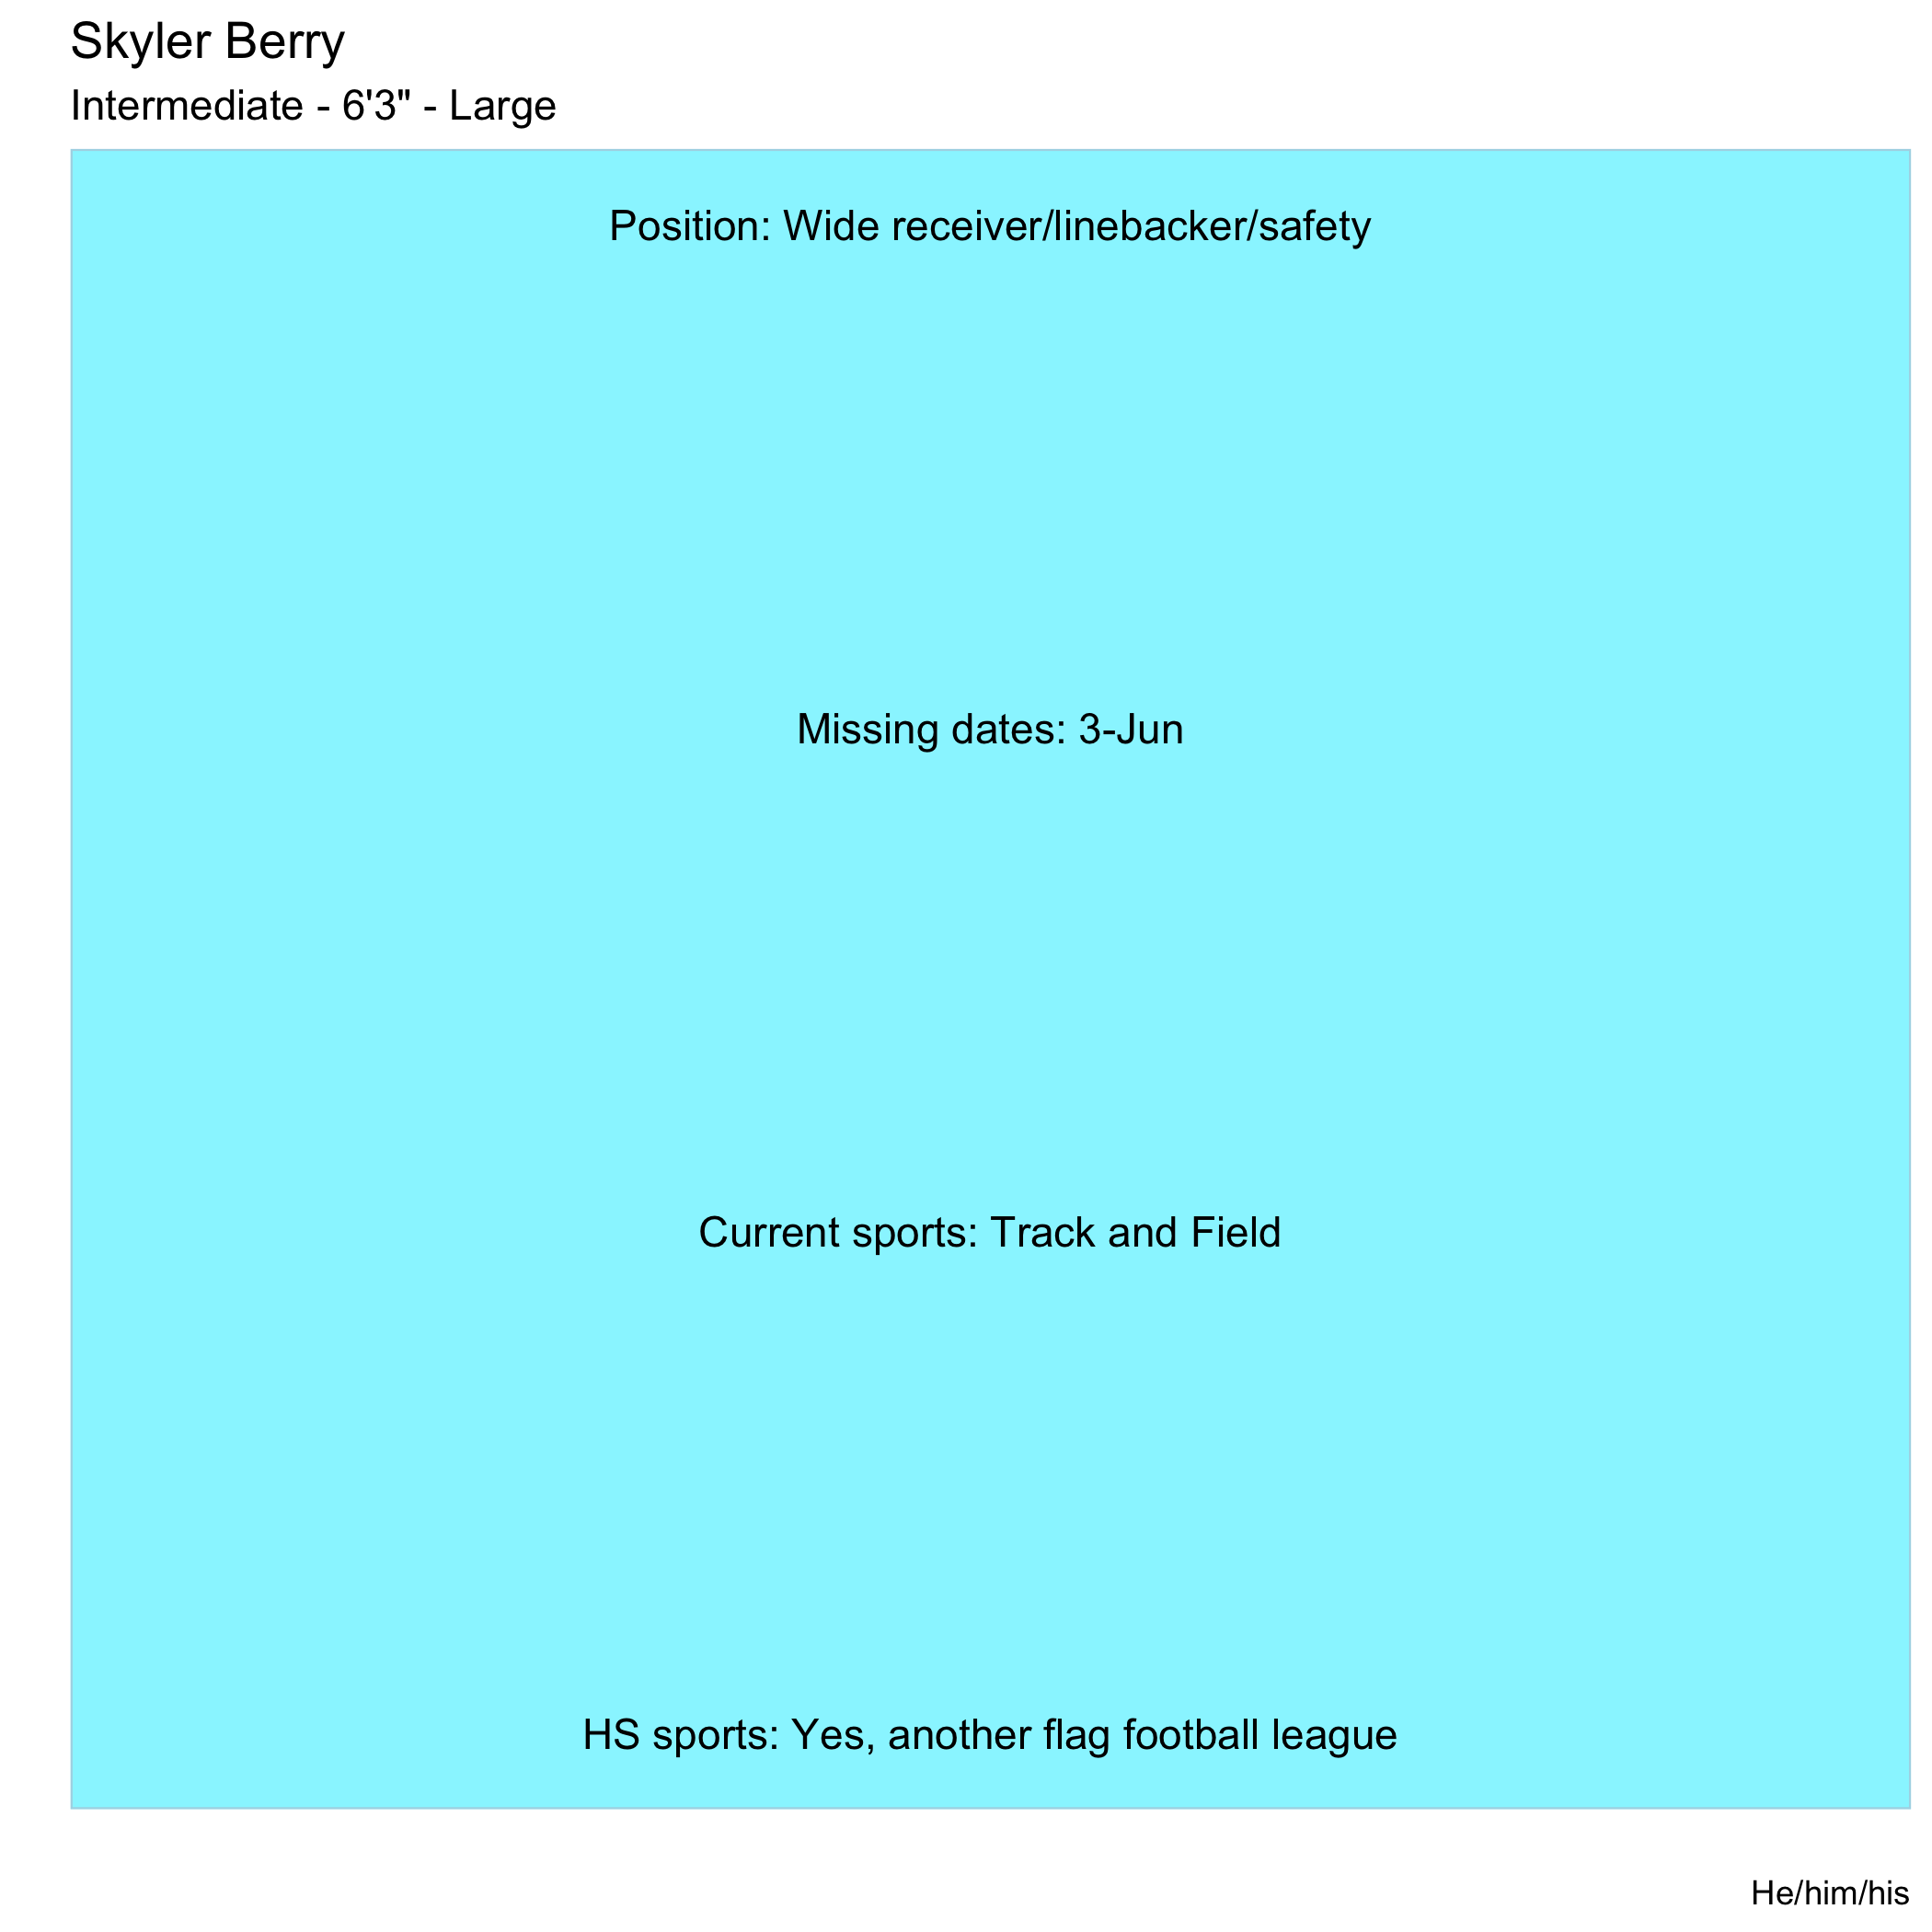 Skyler Berry
Intermediate - 6'3" - Large
Position: Wide receiver/linebacker/safety
Missing dates: 3-Jun
Current sports: Track and Field
HS sports: Yes, another flag football league
He/him/his